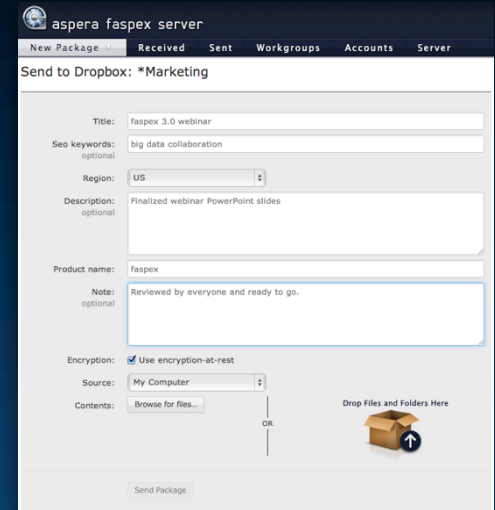 aspera faspex server
New Package Received Sent Workgroups Accounts Server
Send to Dropbox: *Marketing
Title: faspex 3.0 webinar
Seo keywords: big data collaboration
optional
Region: US
Description: Finalized webinar PowerPoint slides
optional
Product name: faspex
Note: Reviewed by everyone and ready to go.
optional
Encryption: Use encryption-at-rest
Source: My Computer
Contents: Browse for files... Drop Files and Folders Here
OR
Send Package